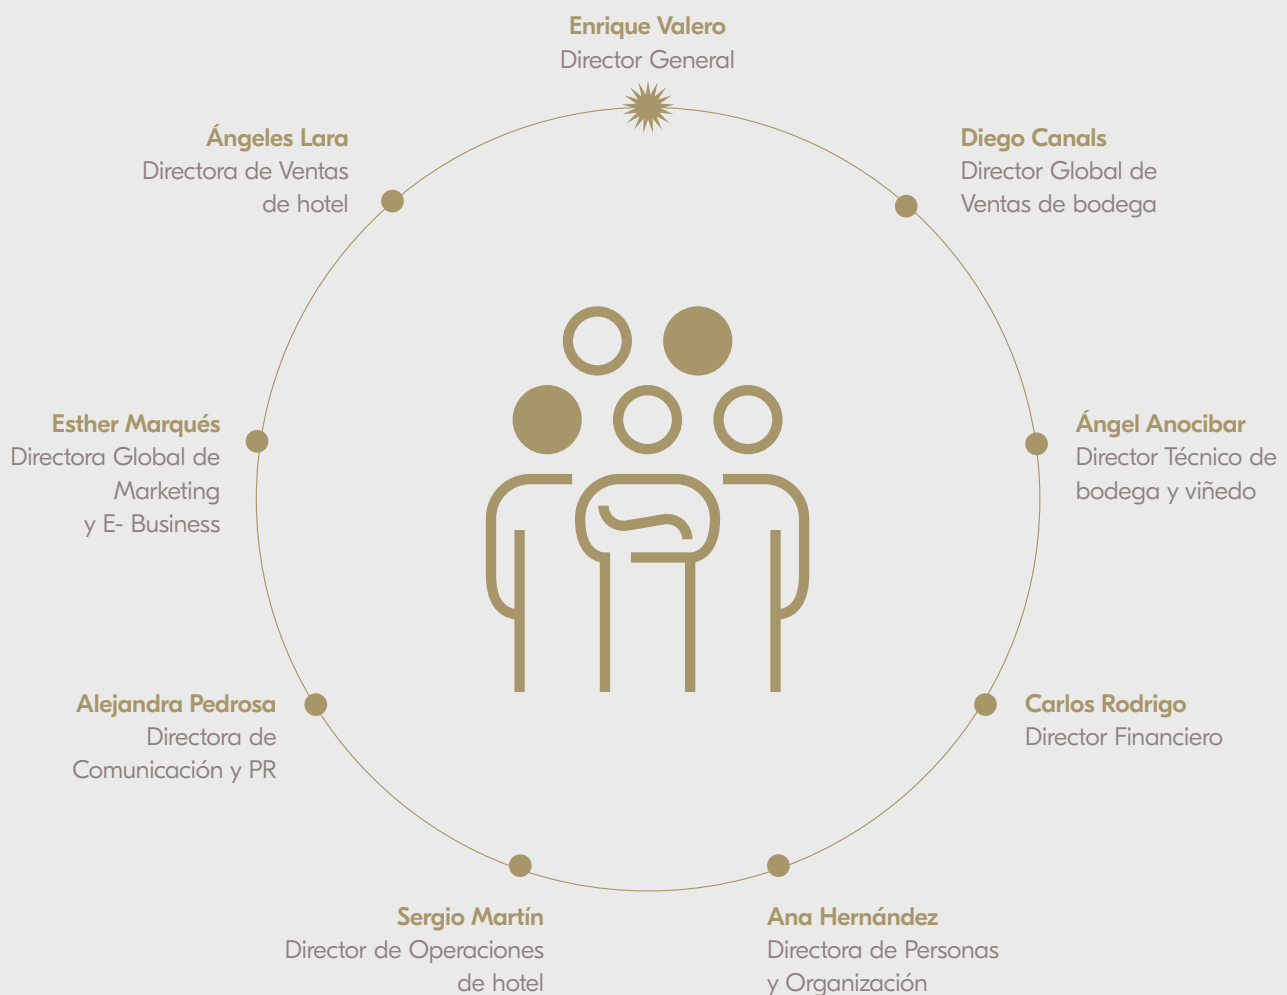 Enrique Valero
Director General
Ángeles Lara
Directora de Ventas
de hotel
Diego Canals
Director Global de
Ventas de bodega
Esther Marqués
Directora Global de
Marketing
y E- Business
Ángel Anocibar
Director Técnico de
bodega y viñedo
Alejandra Pedrosa
Directora de
Comunicación y PR
Carlos Rodrigo
Director Financiero
Sergio Martín
Director de Operaciones
de hotel
Ana Hernández
Directora de Personas
y Organización